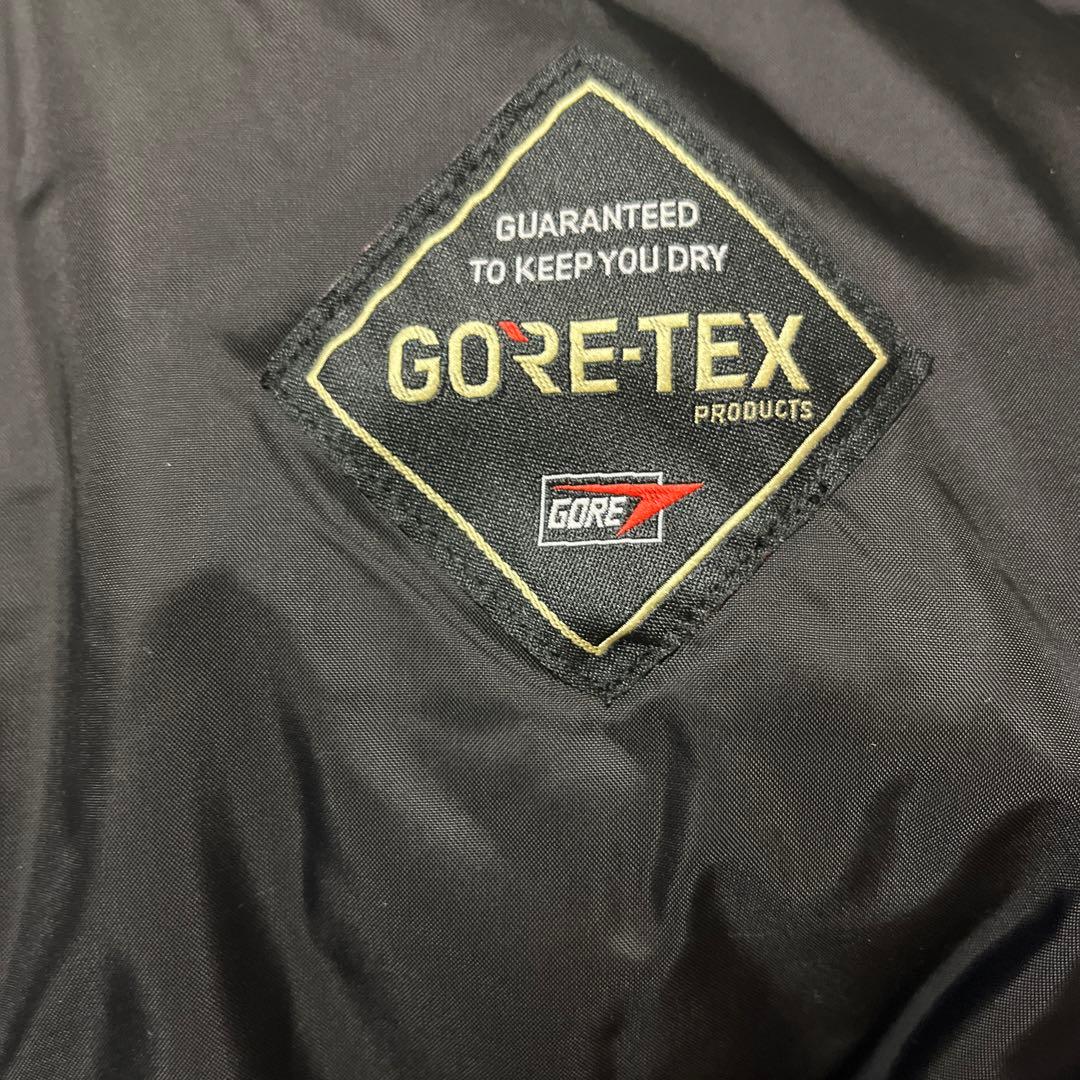 GUARANTEED
TO KEEP YOU DRY
GORE-TEX
PRODUCTS
GORE